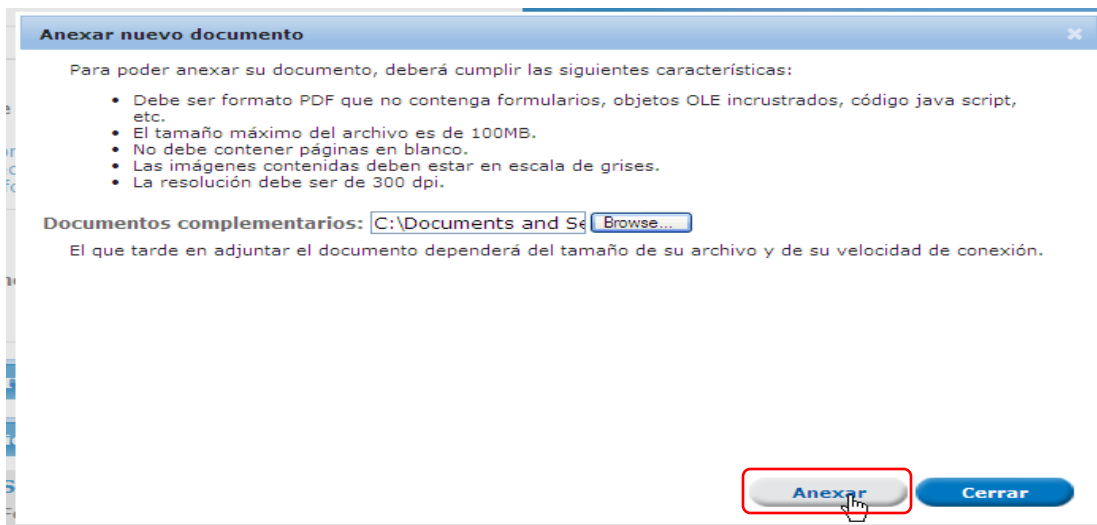 Anexar nuevo documento
Para poder anexar su documento, deberá cumplir las siguientes características:
• Debe ser formato PDF que no contenga formularios, objetos OLE incrustrados, código java script,
etc.
• El tamaño máximo del archivo es de 100MB.
• No debe contener páginas en blanco.
• Las imágenes contenidas deben estar en escala de grises.
• La resolución debe ser de 300 dpi.
Documentos complementarios: C:\Documents and Se Browse...
El que tarde en adjuntar el documento dependerá del tamaño de su archivo y de su velocidad de conexión.
Anexar Cerrar